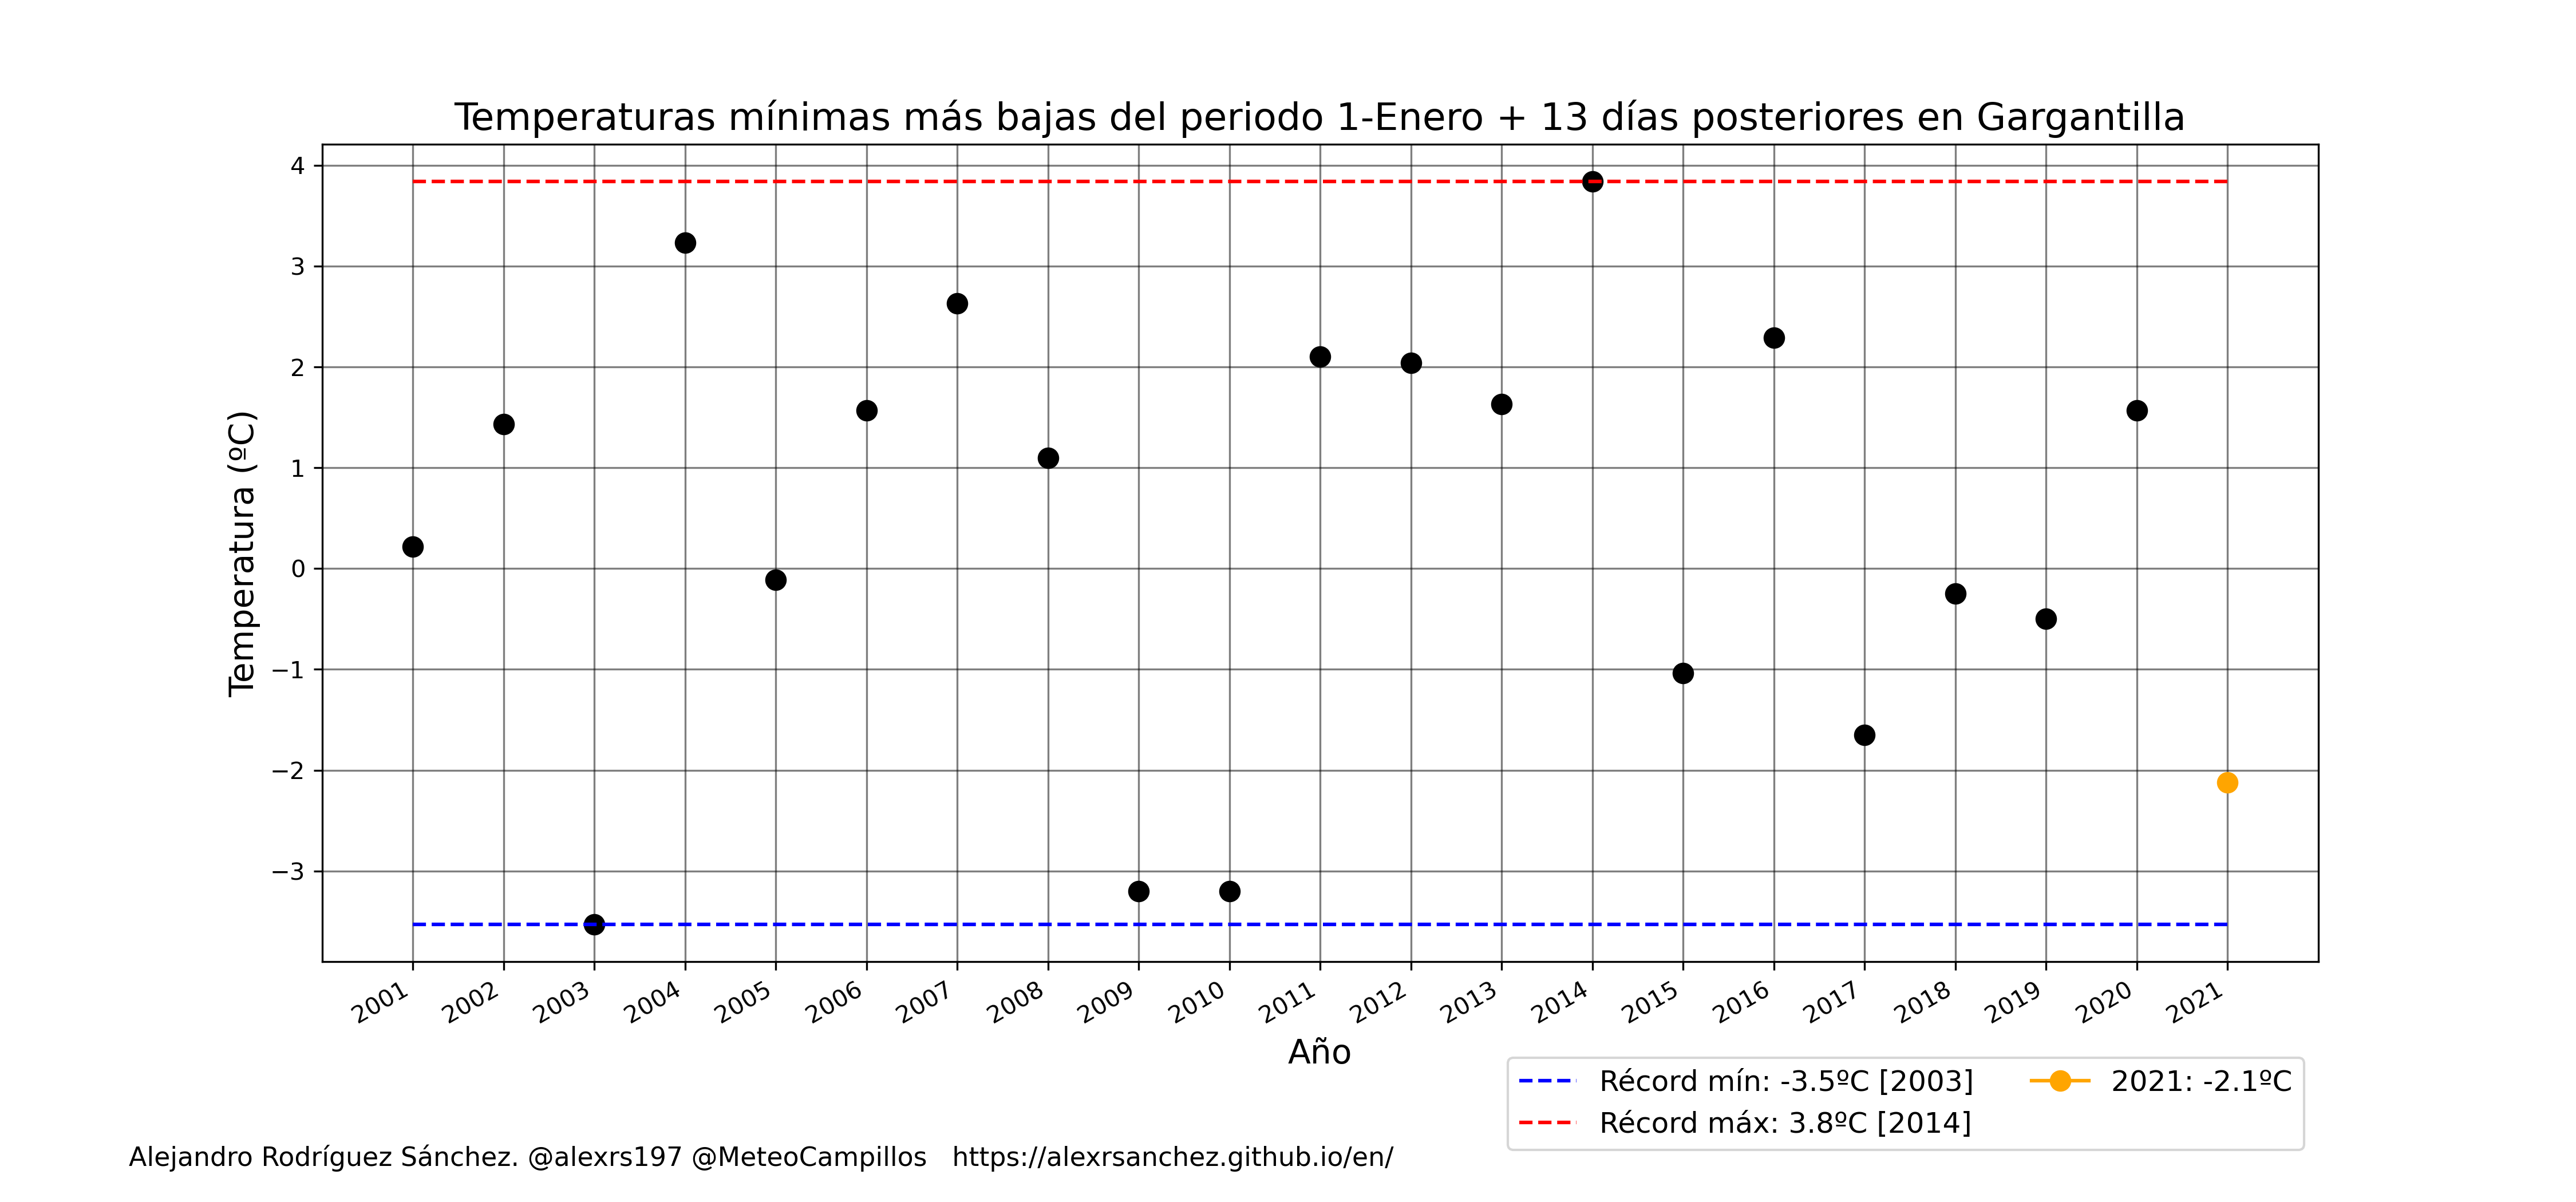 Temperaturas mínimas más bajas del periodo 1-Enero + 13 días posteriores en Gargantilla
Temperatura (ºC)
4
3
2
1
0
−1
−2
−3
2001 2002 2003 2004 2005 2006 2007 2008 2009 2010 2011 2012 2013 2014 2015 2016 2017 2018 2019 2020 2021
Año
Récord mín: -3.5ºC [2003]
Récord máx: 3.8ºC [2014]
2021: -2.1ºC
Alejandro Rodríguez Sánchez. @alexrs197 @MeteoCampillos https://alexrsanchez.github.io/en/